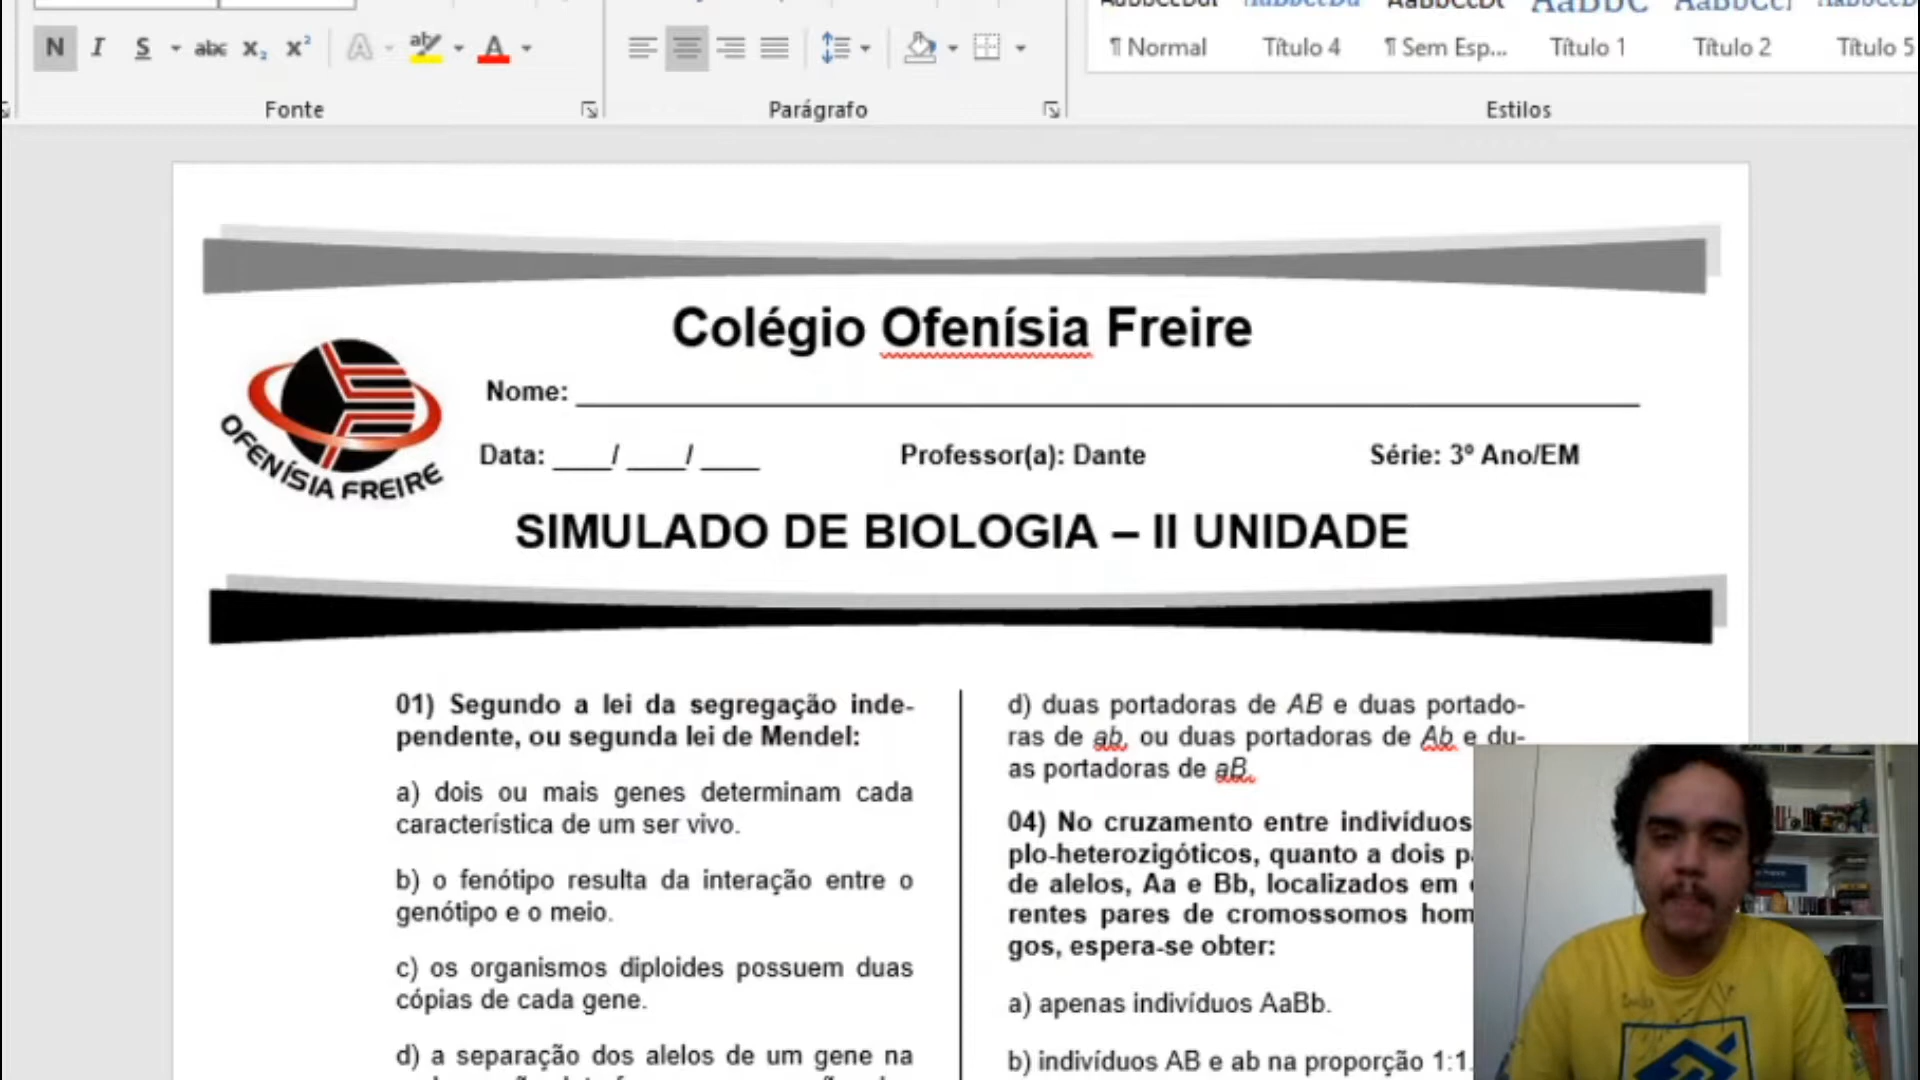 N I S abc X₂ X² A aby A
¶ Normal Título 4 ¶ Sem Esp... Título 1 Título 2 Título 5
Fonte Parágrafo Estilos
Colégio Ofenísia Freire
OFENÍSIA FREIRE
Nome: ____________________
Data: ____/ ____/ ____ Professor(a): Dante Série: 3º Ano/EM
SIMULADO DE BIOLOGIA – II UNIDADE
01) Segundo a lei da segregação inde-
pendente, ou segunda lei de Mendel:
a) dois ou mais genes determinam cada
característica de um ser vivo.
b) o fenótipo resulta da interação entre o
genótipo e o meio.
c) os organismos diploides possuem duas
cópias de cada gene.
d) a separação dos alelos de um gene na
d) duas portadoras de AB e duas portado-
ras de ab, ou duas portadoras de Ab e du-
as portadoras de aB.
04) No cruzamento entre indivíduos
plo-heterozigóticos, quanto a dois
de alelos, Aa e Bb, localizados em
rentes pares de cromossomos hom
gos, espera-se obter:
a) apenas indivíduos AaBb.
b) indivíduos AB e ab na proporção 1:1.